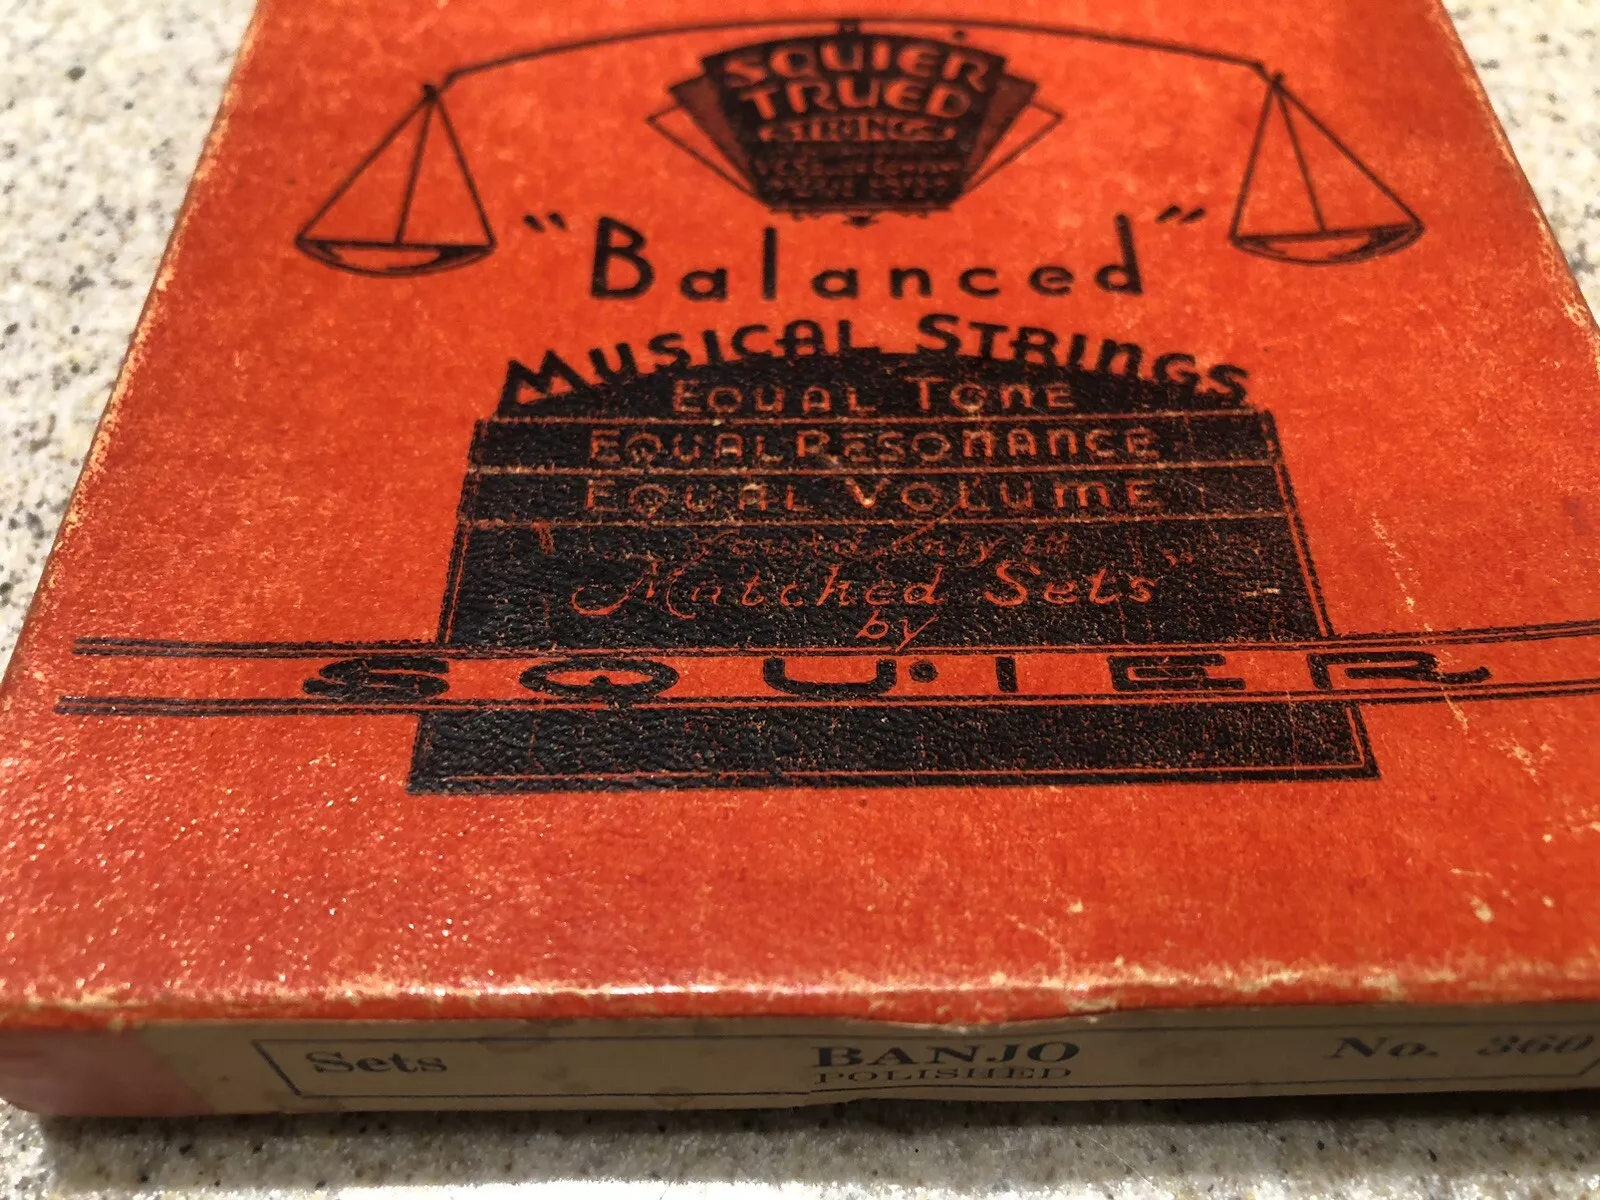 SQUIER
TRUED
STRINGS
"Balanced"
MUSICAL STRINGS
EQUAL TONE
EQUAL RESONANCE
EQUAL VOLUME
Found only in
"Matched Sets"
by
SQUIER
Sets BANJO No. 360
POLISHED